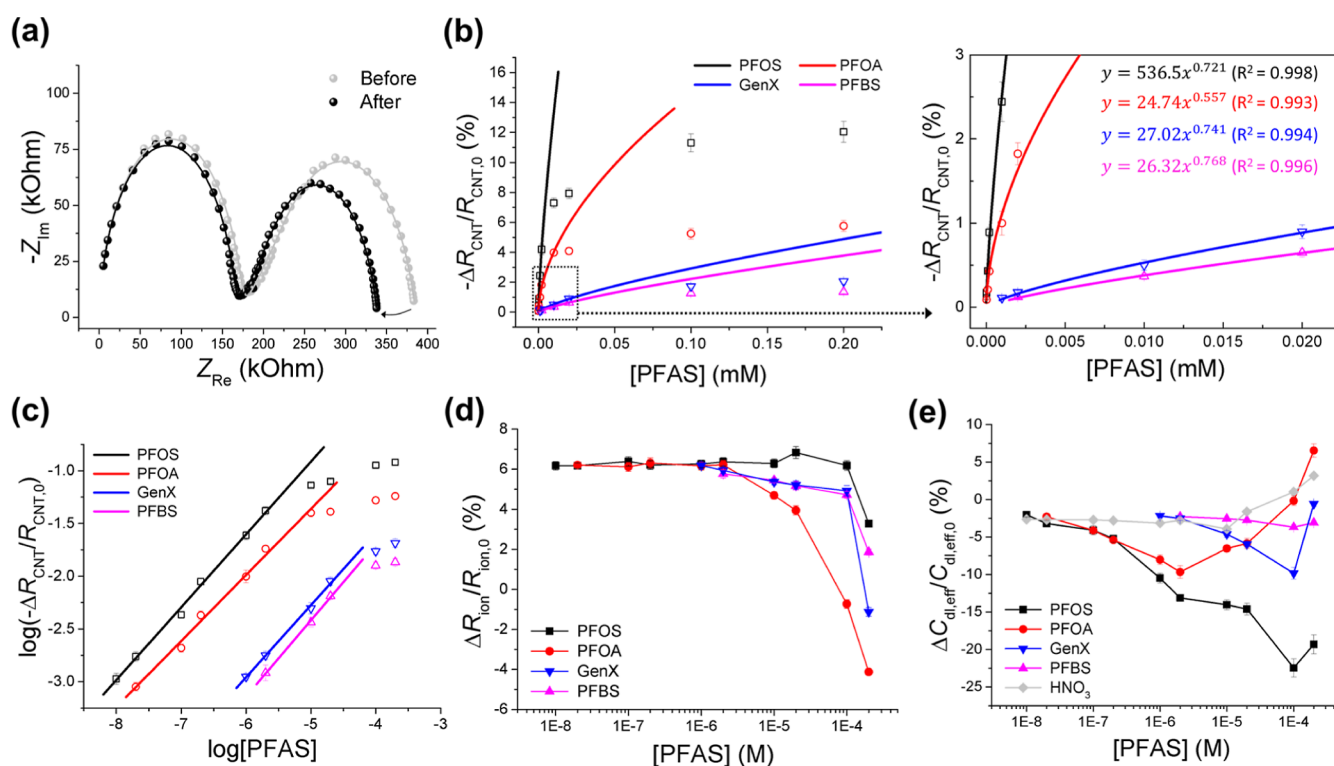 (a)
Before
After
-Z_Im (kOhm)
100
75
50
25
0
0 50 100 150 200 250 300 350 400
Z_Re (kOhm)
(b)
PFOS PFOA
GenX PFBS
-ΔR_CNT/R_CNT,0 (%)
16
14
12
10
8
6
4
2
0
0.00 0.05 0.10 0.15 0.20
[PFAS] (mM)
y = 536.5x^0.721 (R² = 0.998)
y = 24.74x^0.557 (R² = 0.993)
y = 27.02x^0.741 (R² = 0.994)
y = 26.32x^0.768 (R² = 0.996)
-ΔR_CNT/R_CNT,0 (%)
3
2
1
0
0.000 0.005 0.010 0.015 0.020
[PFAS] (mM)
(c)
PFOS
PFOA
GenX
PFBS
log(-ΔR_CNT/R_CNT,0)
-1.0
-1.5
-2.0
-2.5
-3.0
-8 -7 -6 -5 -4 -3
log[PFAS]
(d)
ΔR_ion/R_ion,0 (%)
8
6
4
2
0
-2
-4
-6
PFOS
PFOA
GenX
PFBS
1E-8 1E-7 1E-6 1E-5 1E-4
[PFAS] (M)
(e)
ΔC_dl,eff/C_dl,eff,0 (%)
10
5
0
-5
-10
-15
-20
-25
PFOS
PFOA
GenX
PFBS
HNO₃
1E-8 1E-7 1E-6 1E-5 1E-4
[PFAS] (M)